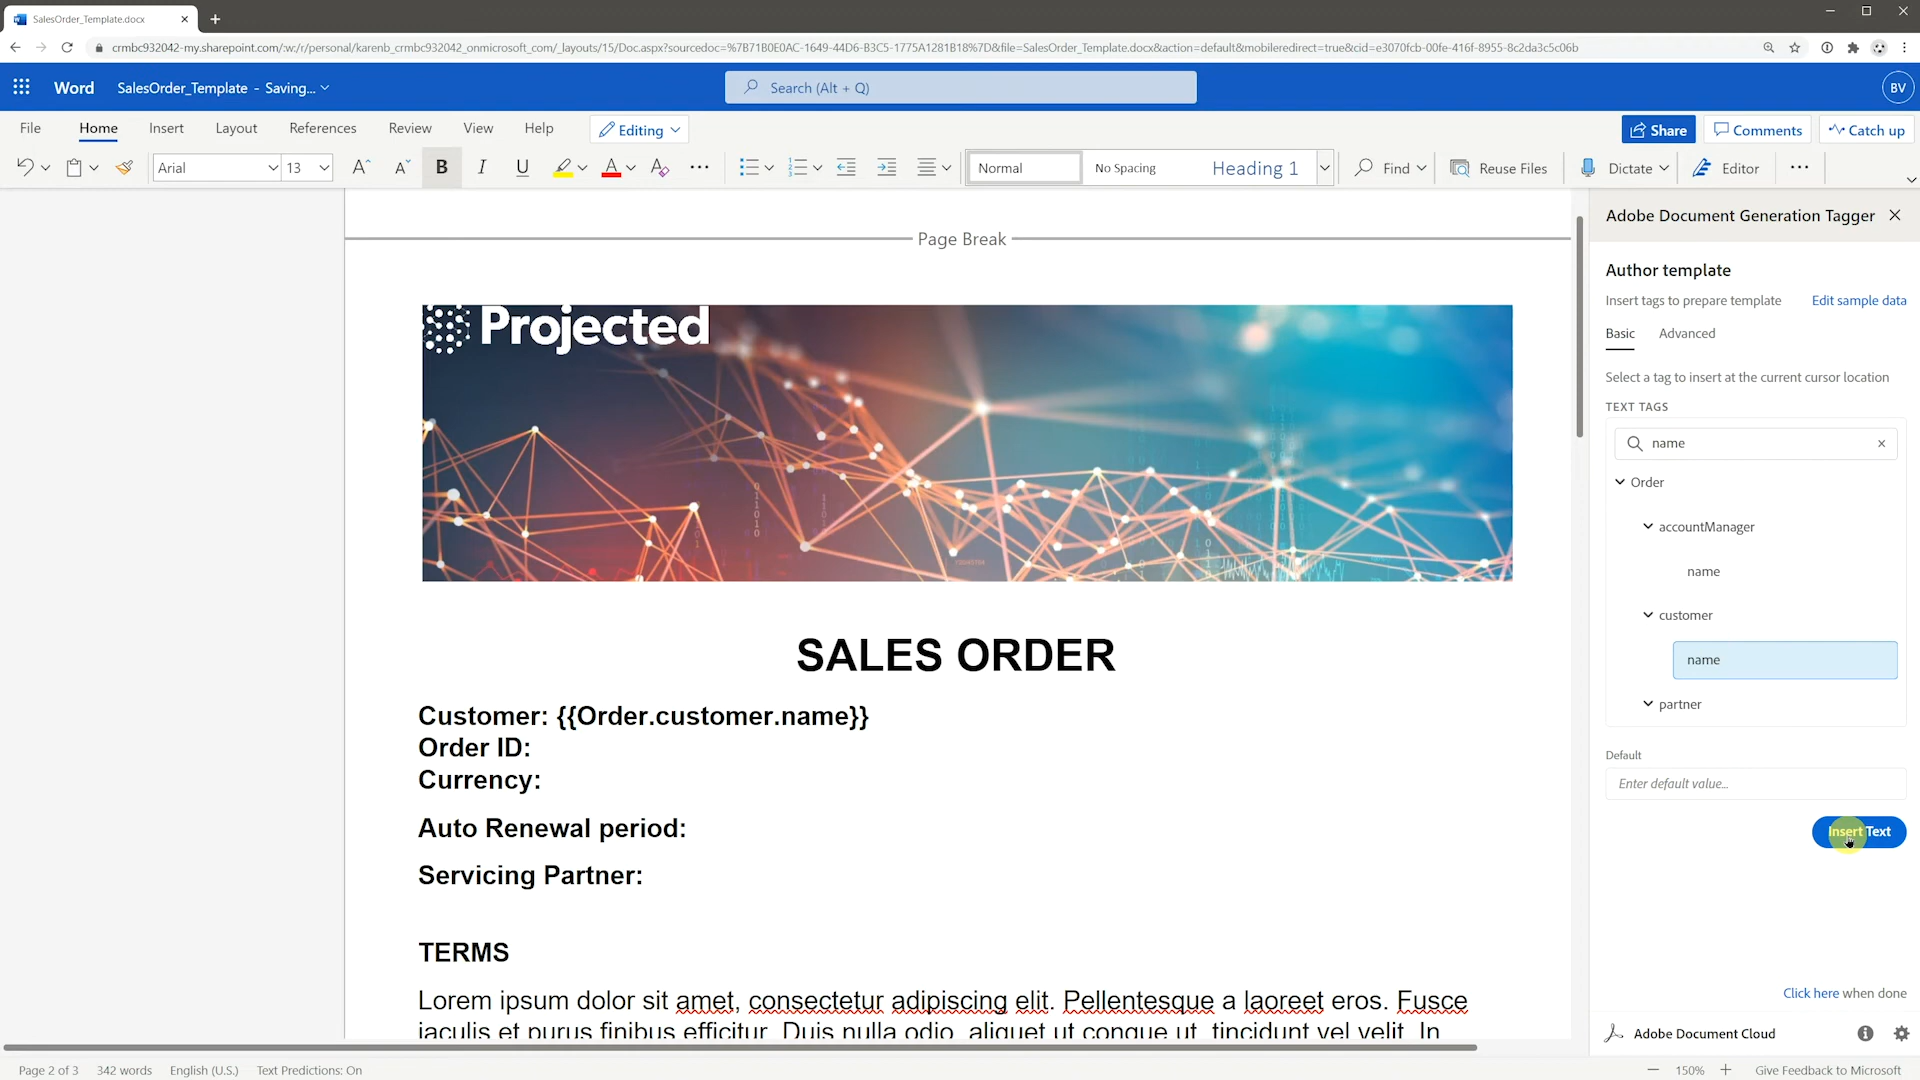 SalesOrder_Template.docx
crmbc932042-my.sharepoint.com/:w:/r/personal/karenb_crmbc932042_onmicrosoft_com/_layouts/15/Doc.aspx?sourcedoc=%7B71B0E0AC-1649-44D6-B3C5-1775A1281B18%7D&file=SalesOrder_Template.docx&action=default&mobileredirect=true&cid=e3070fcb-00fe-416f-8955-8c2da3c5c06b
Word SalesOrder_Template - Saving... Search (Alt + Q) BV
File Home Insert Layout References Review View Help Editing Share Comments Catch up
Arial 13 A A B I U A A Normal No Spacing Heading 1 Find Reuse Files Dictate Editor
Page Break
Projected
SALES ORDER
Customer: {{Order.customer.name}}
Order ID:
Currency:
Auto Renewal period:
Servicing Partner:
TERMS
Lorem ipsum dolor sit amet, consectetur adipiscing elit. Pellentesque a laoreet eros. Fusce
iaculis et purus finibus efficitur. Duis nulla odio, aliquet ut congue ut, tincidunt vel velit. In
Adobe Document Generation Tagger
Author template
Insert tags to prepare template Edit sample data
Basic Advanced
Select a tag to insert at the current cursor location
TEXT TAGS
name
Order
accountManager
name
customer
name
partner
Default
Enter default value...
Insert Text
Click here when done
Adobe Document Cloud
Page 2 of 3 342 words English (U.S.) Text Predictions: On 150% Give Feedback to Microsoft